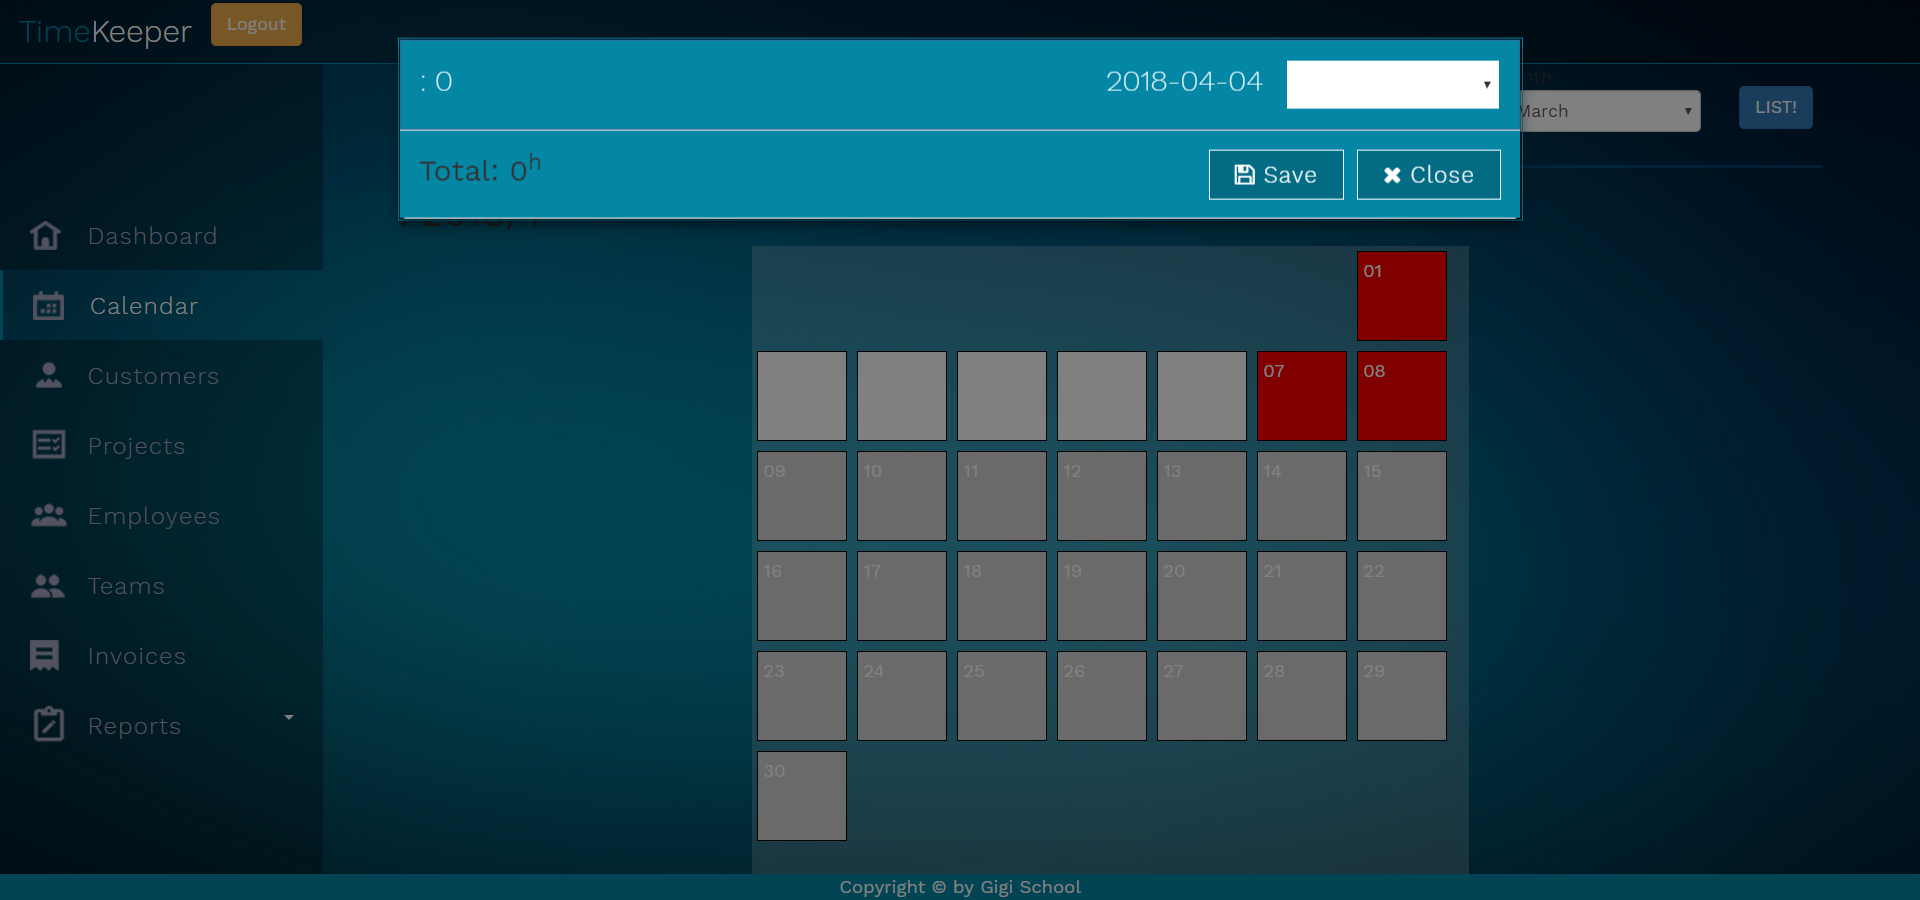 TimeKeeper
Logout
: 0
2018-04-04
March
LIST!
Total: 0h
Save
Close
Dashboard
Calendar
Customers
Projects
Employees
Teams
Invoices
Reports
01
07 08
09 10 11 12 13 14 15
16 17 18 19 20 21 22
23 24 25 26 27 28 29
30
Copyright © by Gigi School